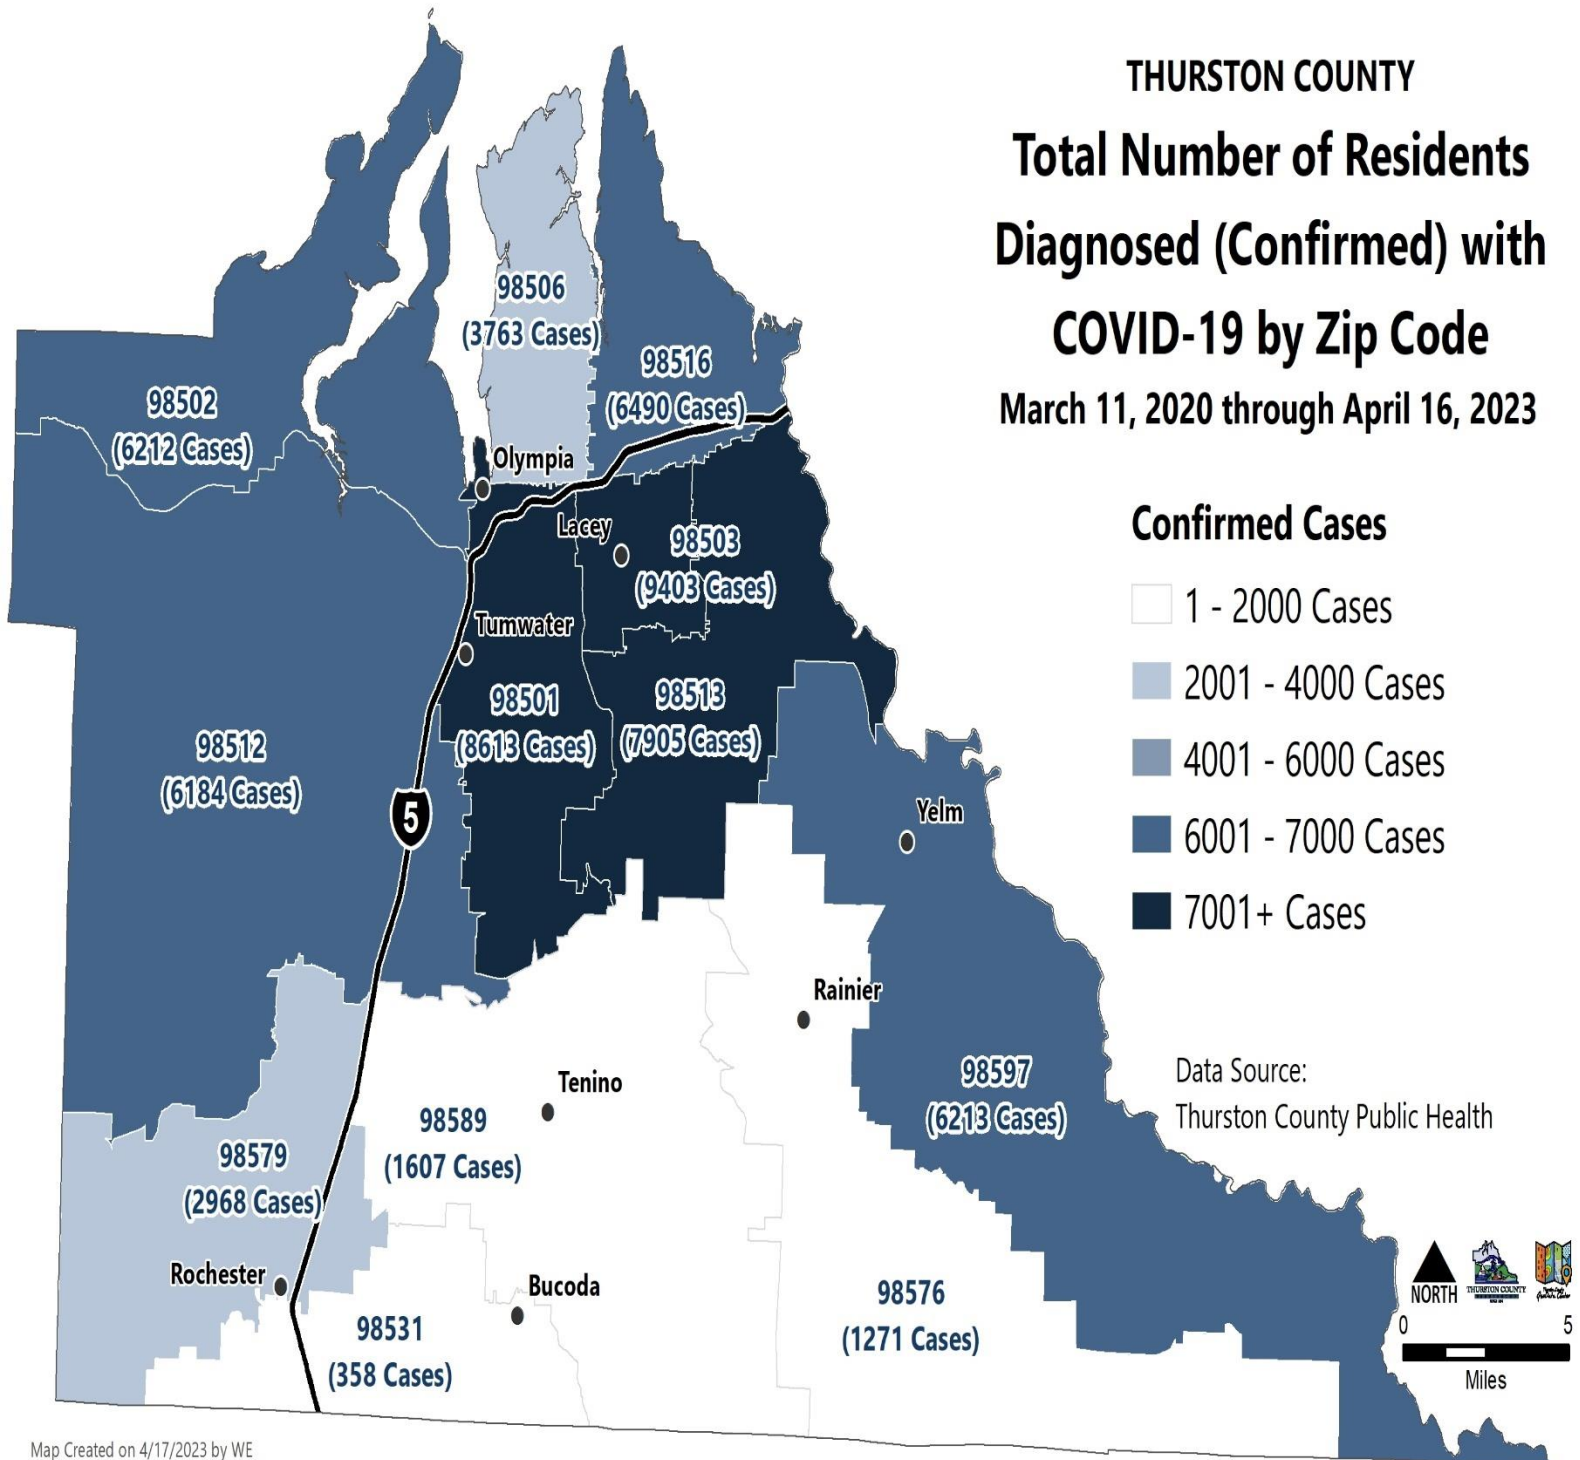 THURSTON COUNTY
Total Number of Residents
Diagnosed (Confirmed) with
COVID-19 by Zip Code
March 11, 2020 through April 16, 2023
98506
(3763 Cases)
98516
(6490 Cases)
98502
(6212 Cases)
Olympia
Lacey
98503
(9403 Cases)
Tumwater
98501
(8613 Cases)
98513
(7905 Cases)
98512
(6184 Cases)
5
Yelm
Confirmed Cases
1 - 2000 Cases
2001 - 4000 Cases
4001 - 6000 Cases
6001 - 7000 Cases
7001+ Cases
Rainier
Tenino
98597
(6213 Cases)
98589
(1607 Cases)
98579
(2968 Cases)
Rochester
Bucoda
98531
(358 Cases)
98576
(1271 Cases)
Data Source:
Thurston County Public Health
NORTH
THURSTON COUNTY
0 5
Miles
Map Created on 4/17/2023 by WE